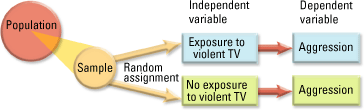 Independent
variable
Dependent
variable
Population
Sample
Random
assignment
Exposure to
violent TV
Aggression
No exposure
to violent TV
Aggression